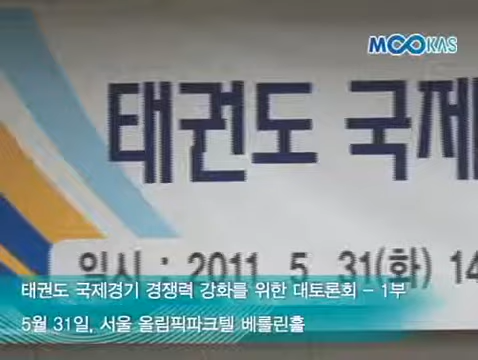 MOOKAS
태권도 국제
일시 : 2011. 5. 31(화) 14
태권도 국제경기 경쟁력 강화를 위한 대토론회 - 1부
5월 31일, 서울 올림픽파크텔 베를린홀